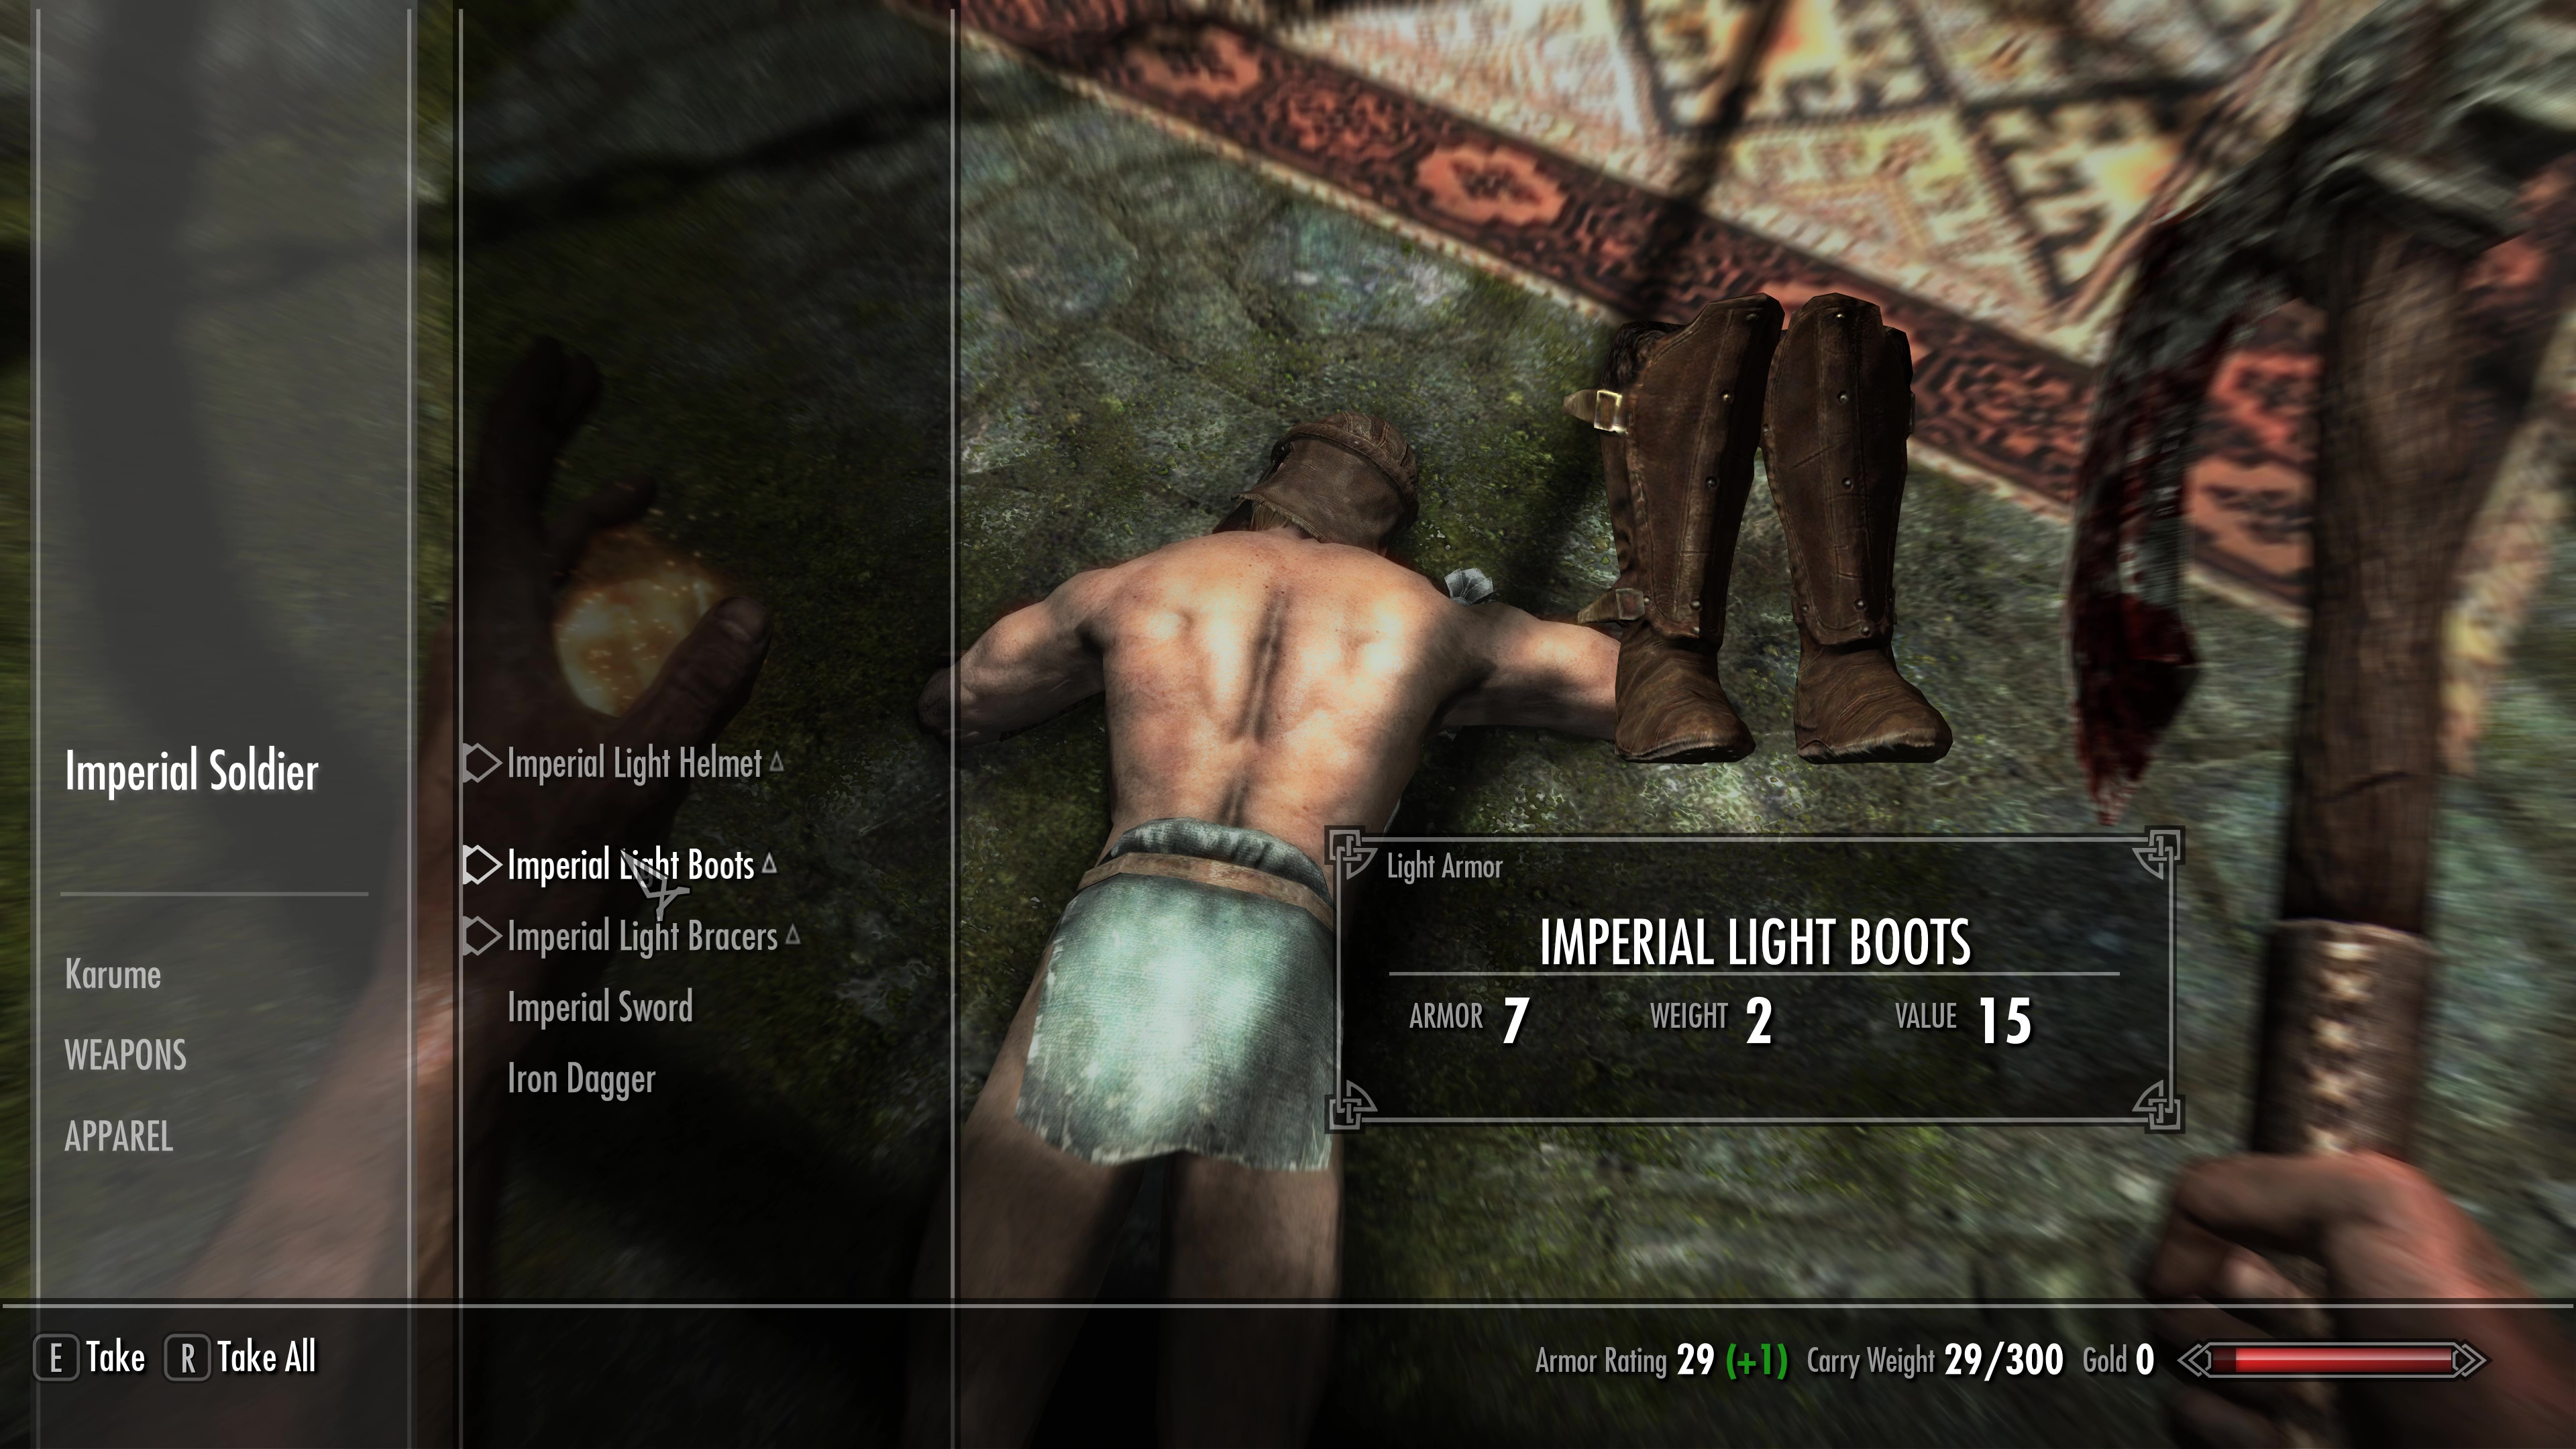 Imperial Soldier
Karume
WEAPONS
APPAREL
Imperial Light Helmet
Imperial Light Boots
Imperial Light Bracers
Imperial Sword
Iron Dagger
Light Armor
IMPERIAL LIGHT BOOTS
ARMOR 7 WEIGHT 2 VALUE 15
E Take R Take All
Armor Rating 29 (+1) Carry Weight 29/300 Gold 0